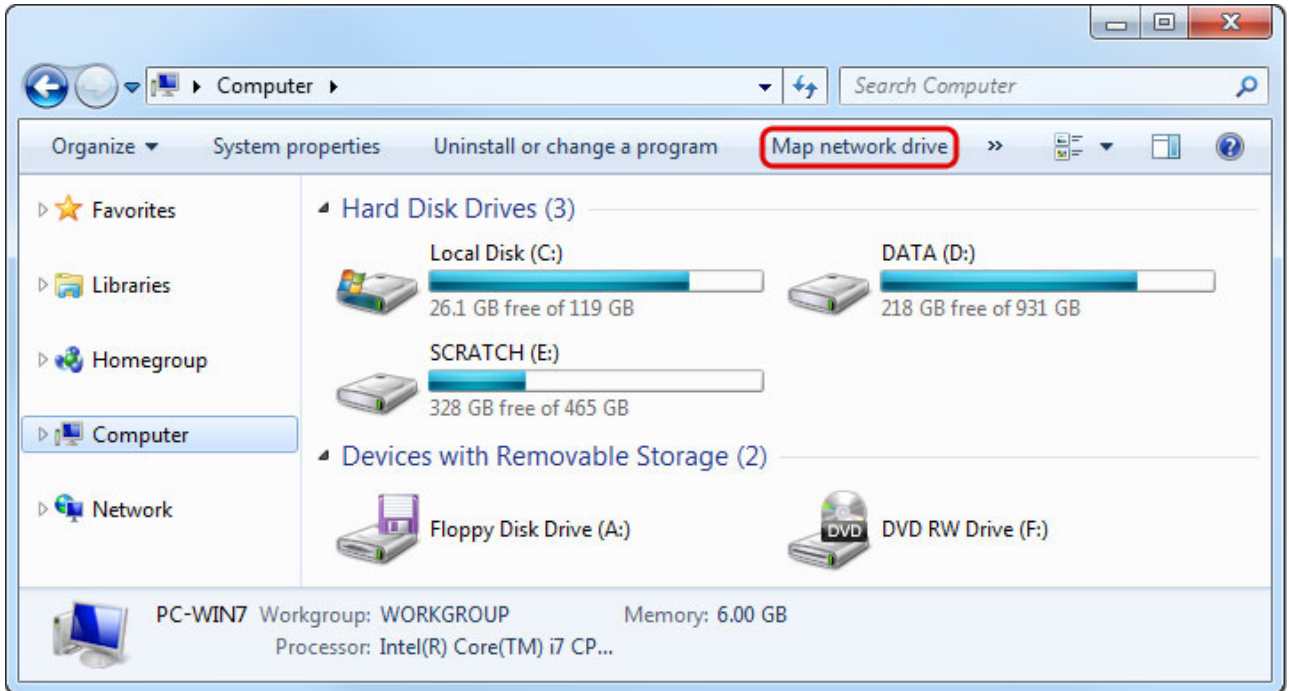 Computer
Search Computer
Organize System properties Uninstall or change a program Map network drive »
Favorites
Libraries
Homegroup
Computer
Network
Hard Disk Drives (3)
Local Disk (C:)
26.1 GB free of 119 GB
DATA (D:)
218 GB free of 931 GB
SCRATCH (E:)
328 GB free of 465 GB
Devices with Removable Storage (2)
Floppy Disk Drive (A:)
DVD
DVD RW Drive (F:)
PC-WIN7 Workgroup: WORKGROUP Memory: 6.00 GB
Processor: Intel(R) Core(TM) i7 CP...